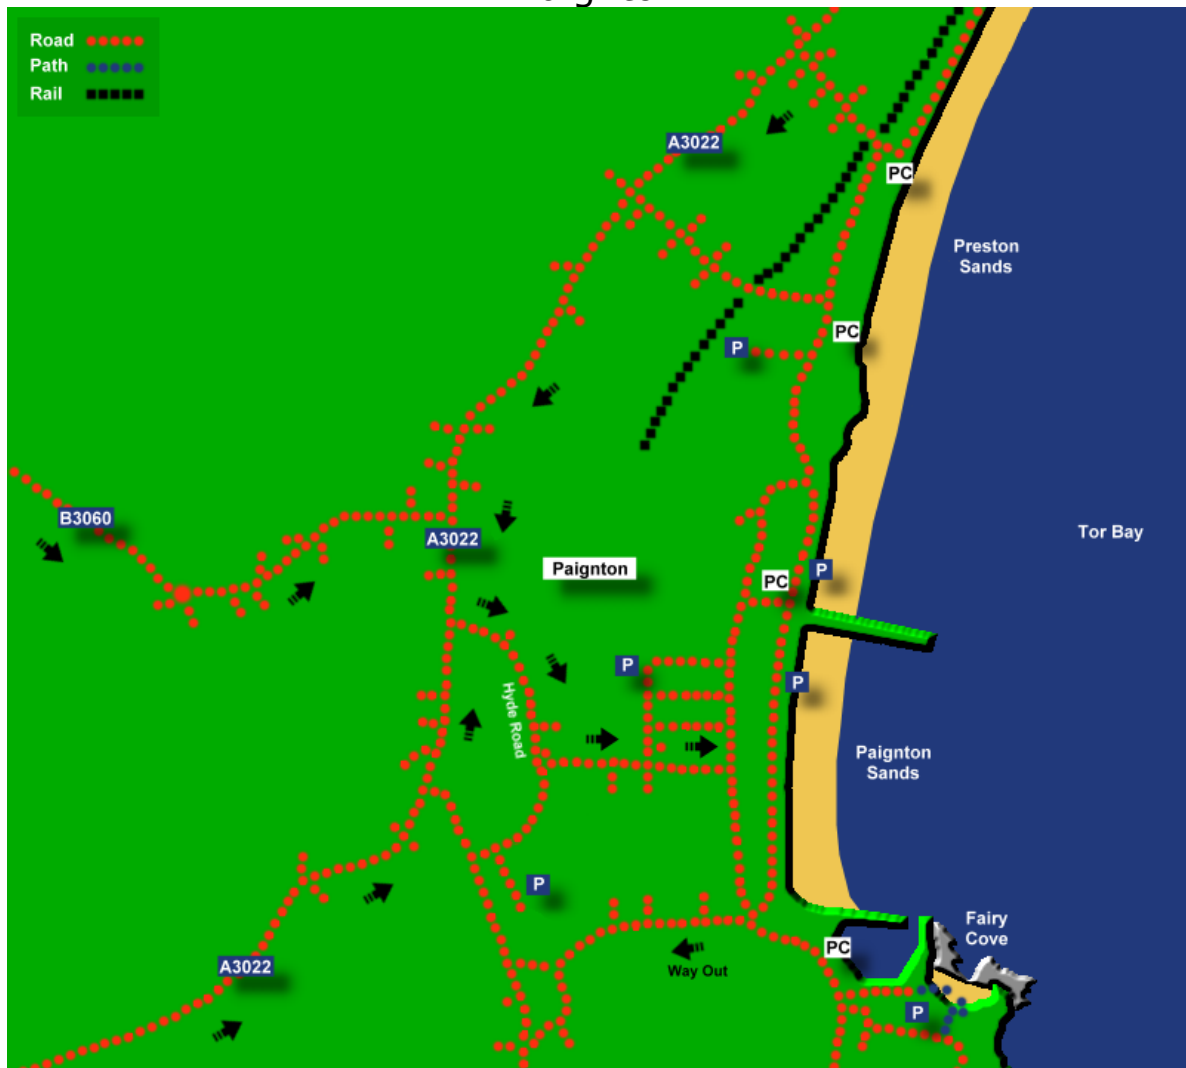 Road
Path
Rail
A3022
PC
Preston
Sands
PC
P
B3060
A3022
Tor Bay
Paignton
P
PC
P
P
Hyde Road
Paignton
Sands
P
Fairy
Cove
PC
A3022
Way Out
P